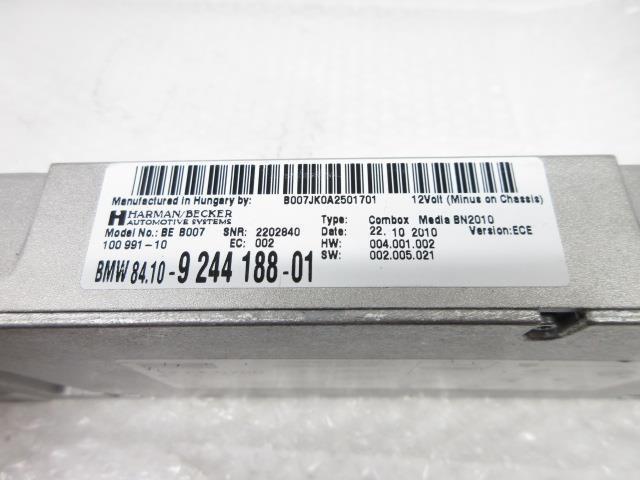 Manufactured in Hungary by: B007JK0A2501701 12Volt (Minus on Chassis)
HARMAN/BECKER
AUTOMOTIVE SYSTEMS
Type: Combox Media BN2010
Model No.: BE B007 SNR: 2202840 Date: 22. 10 2010 Version:ECE
100 991-10 EC: 002 HW: 004.001.002
SW: 002.005.021
BMW 84.10-9 244 188-01